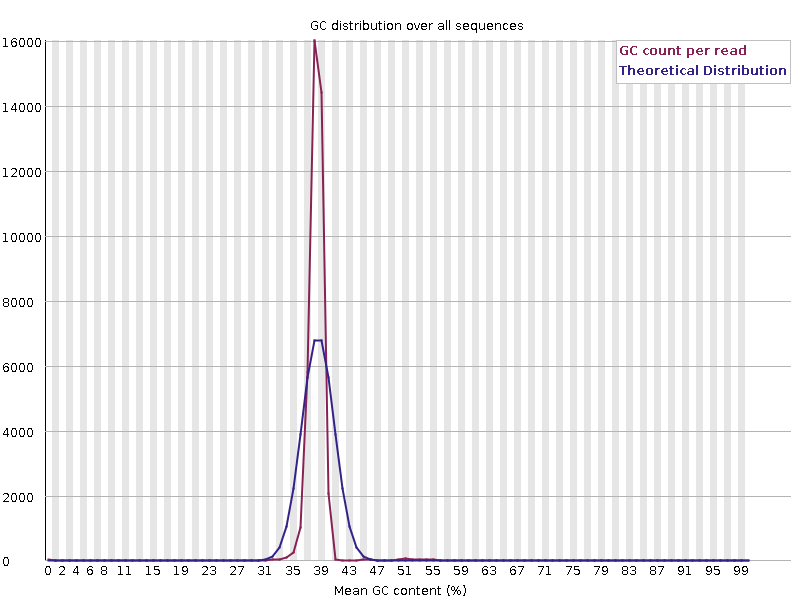 GC distribution over all sequences
GC count per read
Theoretical Distribution
16000
14000
12000
10000
8000
6000
4000
2000
0
0 2 4 6 8 11 15 19 23 27 31 35 39 43 47 51 55 59 63 67 71 75 79 83 87 91 95 99
Mean GC content (%)